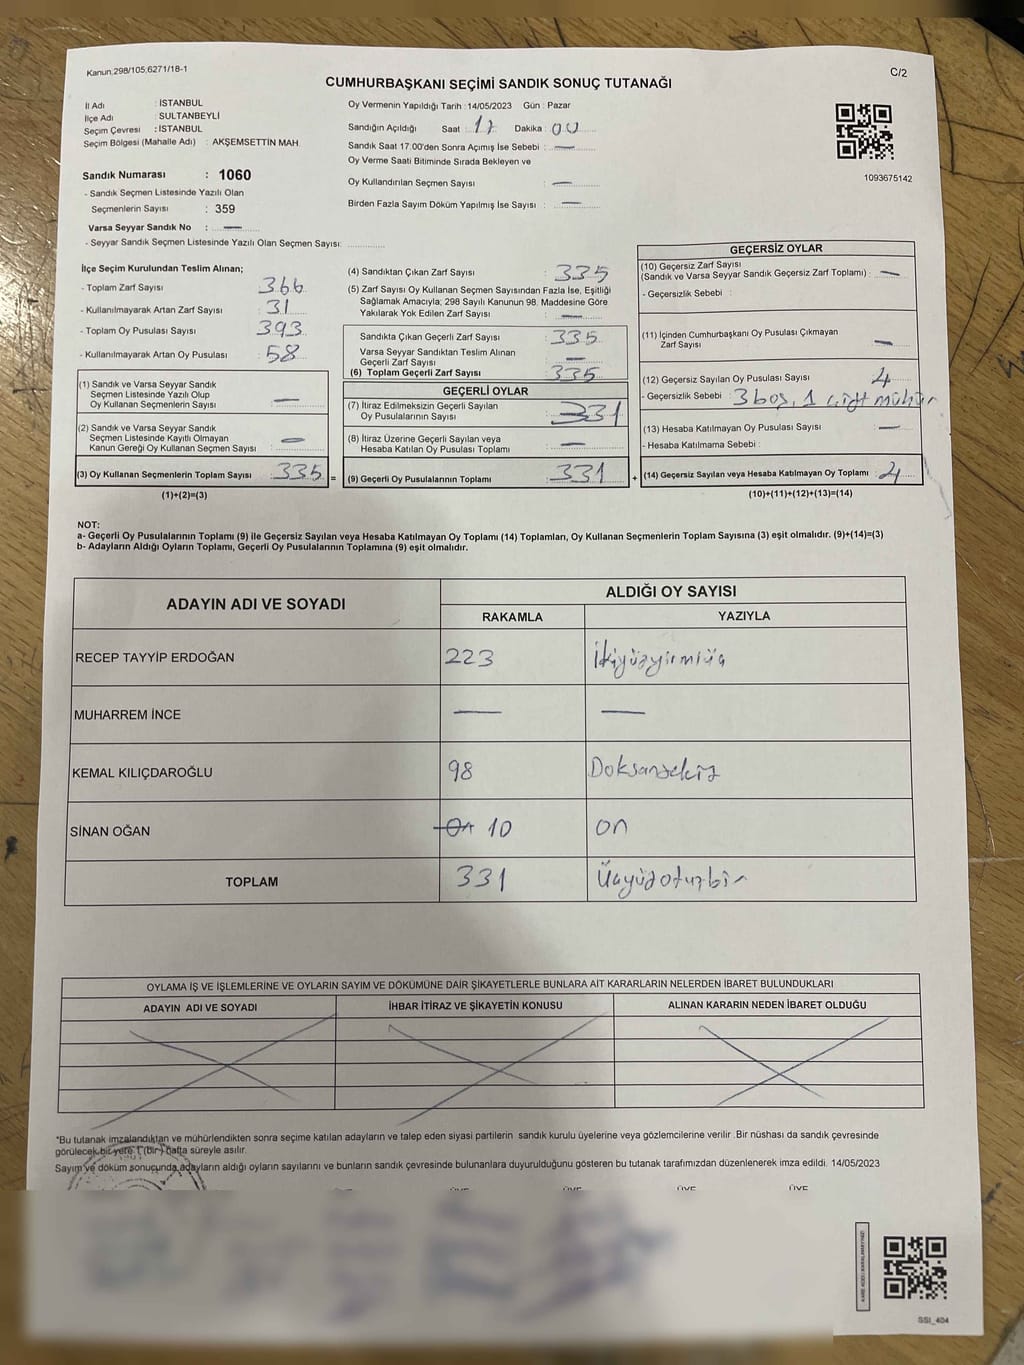 Kanun,298/105,6271/18-1
C/2
CUMHURBAŞKANI SEÇİMİ SANDIK SONUÇ TUTANAĞI
İl Adı : İSTANBUL
İlçe Adı : SULTANBEYLİ
Seçim Çevresi : İSTANBUL
Seçim Bölgesi (Mahalle Adı) : AKŞEMSETTİN MAH.
Sandık Numarası : 1060
- Sandık Seçmen Listesinde Yazılı Olan
Seçmenlerin Sayısı : 359
Varsa Seyyar Sandık No : —
- Seyyar Sandık Seçmen Listesinde Yazılı Olan Seçmen Sayısı:
Oy Vermenin Yapıldığı Tarih : 14/05/2023 Gün : Pazar
Sandığın Açıldığı Saat : 17 Dakika : 00
Sandık Saat 17.00'den Sonra Açımış İse Sebebi : —
Oy Verme Saati Bitiminde Sırada Bekleyen ve
Oy Kullandırılan Seçmen Sayısı : —
Birden Fazla Sayım Döküm Yapılmış İse Sayısı : —
1093675142
İlçe Seçim Kurulundan Teslim Alınan;
- Toplam Zarf Sayısı : 366
- Kullanılmayarak Artan Zarf Sayısı : 31
- Toplam Oy Pusulası Sayısı : 393
- Kullanılmayarak Artan Oy Pusulası : 58
(1) Sandık ve Varsa Seyyar Sandık
Seçmen Listesinde Yazılı Olup
Oy Kullanan Seçmenlerin Sayısı : —
(2) Sandık ve Varsa Seyyar Sandık
Seçmen Listesinde Kayıtlı Olmayan
Kanun Gereği Oy Kullanan Seçmen Sayısı : —
(3) Oy Kullanan Seçmenlerin Toplam Sayısı : 335 =
(1)+(2)=(3)
(4) Sandıktan Çıkan Zarf Sayısı : 335
(5) Zarf Sayısı Oy Kullanan Seçmen Sayısından Fazla İse, Eşitliği
Sağlamak Amacıyla; 298 Sayılı Kanunun 98. Maddesine Göre
Yakılarak Yok Edilen Zarf Sayısı : —
Sandıkta Çıkan Geçerli Zarf Sayısı : 335
Varsa Seyyar Sandıktan Teslim Alınan
Geçerli Zarf Sayısı : —
(6) Toplam Geçerli Zarf Sayısı : 335
GEÇERLİ OYLAR
(7) İtiraz Edilmeksizin Geçerli Sayılan
Oy Pusulalarının Sayısı : 331
(8) İtiraz Üzerine Geçerli Sayılan veya
Hesaba Katılan Oy Pusulası Toplamı : —
(9) Geçerli Oy Pusulalarının Toplamı : 331 +
GEÇERSİZ OYLAR
(10) Geçersiz Zarf Sayısı
(Sandık ve Varsa Seyyar Sandık Geçersiz Zarf Toplamı) : —
- Geçersizlik Sebebi :
(11) İçinden Cumhurbaşkanı Oy Pusulası Çıkmayan
Zarf Sayısı : —
(12) Geçersiz Sayılan Oy Pusulası Sayısı : 4
- Geçersizlik Sebebi : 3 boş, 1 çift mühür
(13) Hesaba Katılmayan Oy Pusulası Sayısı : —
- Hesaba Katılmama Sebebi :
(14) Geçersiz Sayılan veya Hesaba Katılmayan Oy Toplamı : 4
(10)+(11)+(12)+(13)=(14)
NOT:
a- Geçerli Oy Pusulalarının Toplamı (9) ile Geçersiz Sayılan veya Hesaba Katılmayan Oy Toplamı (14) Toplamları, Oy Kullanan Seçmenlerin Toplam Sayısına (3) eşit olmalıdır. (9)+(14)=(3)
b- Adayların Aldığı Oyların Toplamı, Geçerli Oy Pusulalarının Toplamına (9) eşit olmalıdır.
ADAYIN ADI VE SOYADI
ALDIĞI OY SAYISI
RAKAMLA YAZIYLA
RECEP TAYYİP ERDOĞAN 223 İkiyüzyirmiüç
MUHARREM İNCE — —
KEMAL KILIÇDAROĞLU 98 Doksansekiz
SİNAN OĞAN 10 on
TOPLAM 331 Üçyüzotuzbir
OYLAMA İŞ VE İŞLEMLERİNE VE OYLARIN SAYIM VE DÖKÜMÜNE DAİR ŞİKAYETLERLE BUNLARA AİT KARARLARIN NELERDEN İBARET BULUNDUKLARI
ADAYIN ADI VE SOYADI İHBAR İTİRAZ VE ŞİKAYETİN KONUSU ALINAN KARARIN NEDEN İBARET OLDUĞU
*Bu tutanak imzalandıktan ve mühürlendikten sonra seçime katılan adayların ve talep eden siyasi partilerin sandık kurulu üyelerine veya gözlemcilerine verilir .Bir nüshası da sandık çevresinde
görülecek bir yere 1 (bir) hafta süreyle asılır.
Sayım ve döküm sonucunda adayların aldığı oyların sayılarını ve bunların sandık çevresinde bulunanlara duyurulduğunu gösteren bu tutanak tarafımızdan düzenlenerek imza edildi. 14/05/2023
ÜYE ÜYE ÜYE ÜYE
SSI_404